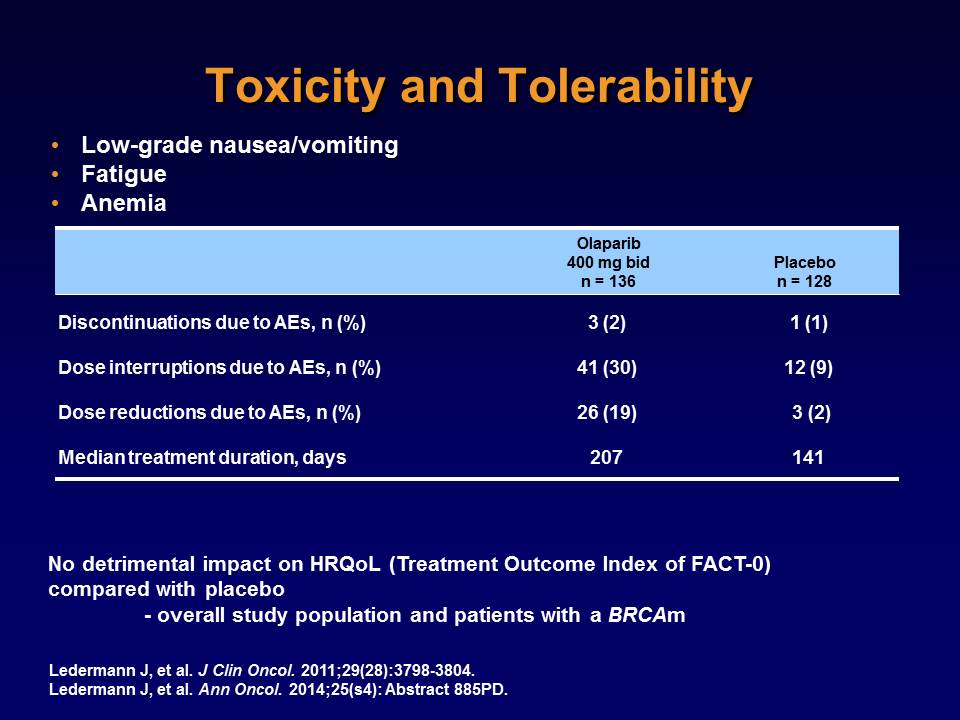 Toxicity and Tolerability
• Low-grade nausea/vomiting
• Fatigue
• Anemia
Olaparib
400 mg bid Placebo
n = 136 n = 128
Discontinuations due to AEs, n (%) 3 (2) 1 (1)
Dose interruptions due to AEs, n (%) 41 (30) 12 (9)
Dose reductions due to AEs, n (%) 26 (19) 3 (2)
Median treatment duration, days 207 141
No detrimental impact on HRQoL (Treatment Outcome Index of FACT-0)
compared with placebo
- overall study population and patients with a BRCAm
Ledermann J, et al. J Clin Oncol. 2011;29(28):3798-3804.
Ledermann J, et al. Ann Oncol. 2014;25(s4): Abstract 885PD.